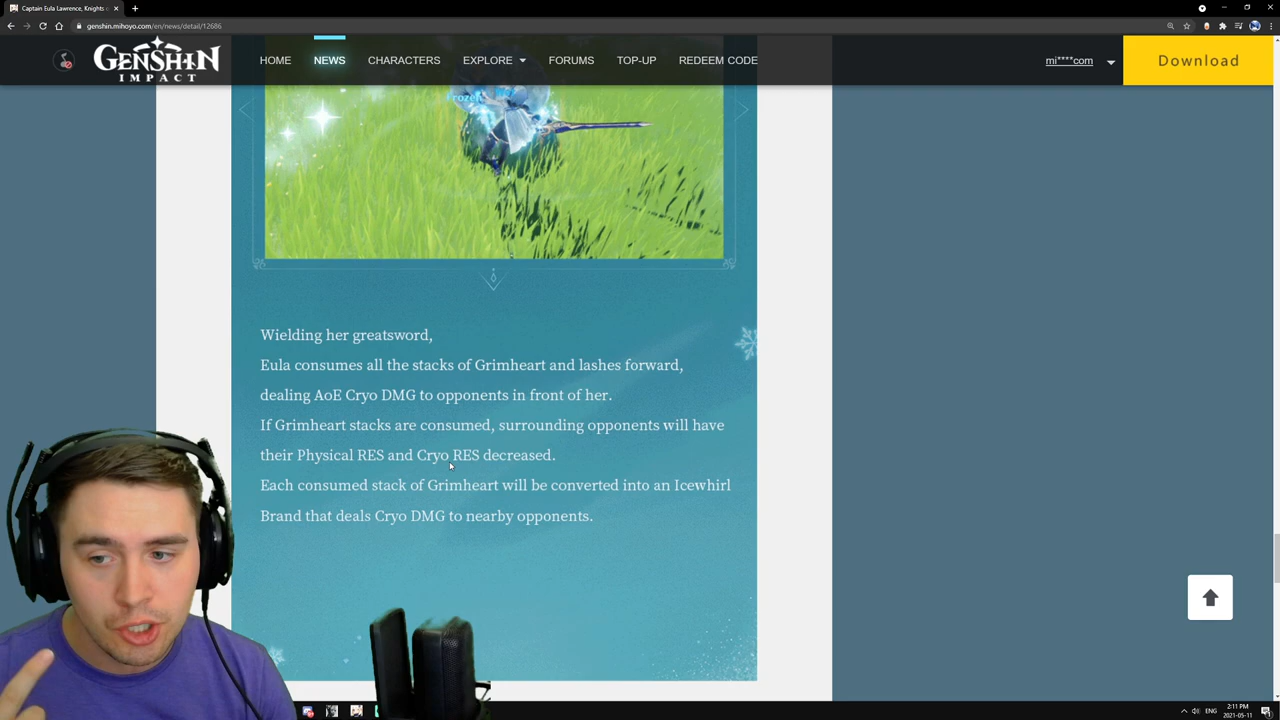 Captain Eula Lawrence, Knights o
genshin.mihoyo.com/en/news/detail/12686
GENSHIN
IMPACT
HOME
NEWS
CHARACTERS
EXPLORE
FORUMS
TOP-UP
REDEEM CODE
mi****com
Download
Frozen
Wielding her greatsword,
Eula consumes all the stacks of Grimheart and lashes forward,
dealing AoE Cryo DMG to opponents in front of her.
If Grimheart stacks are consumed, surrounding opponents will have
their Physical RES and Cryo RES decreased.
Each consumed stack of Grimheart will be converted into an Icewhirl
Brand that deals Cryo DMG to nearby opponents.
ENG
2:11 PM
2021-05-11